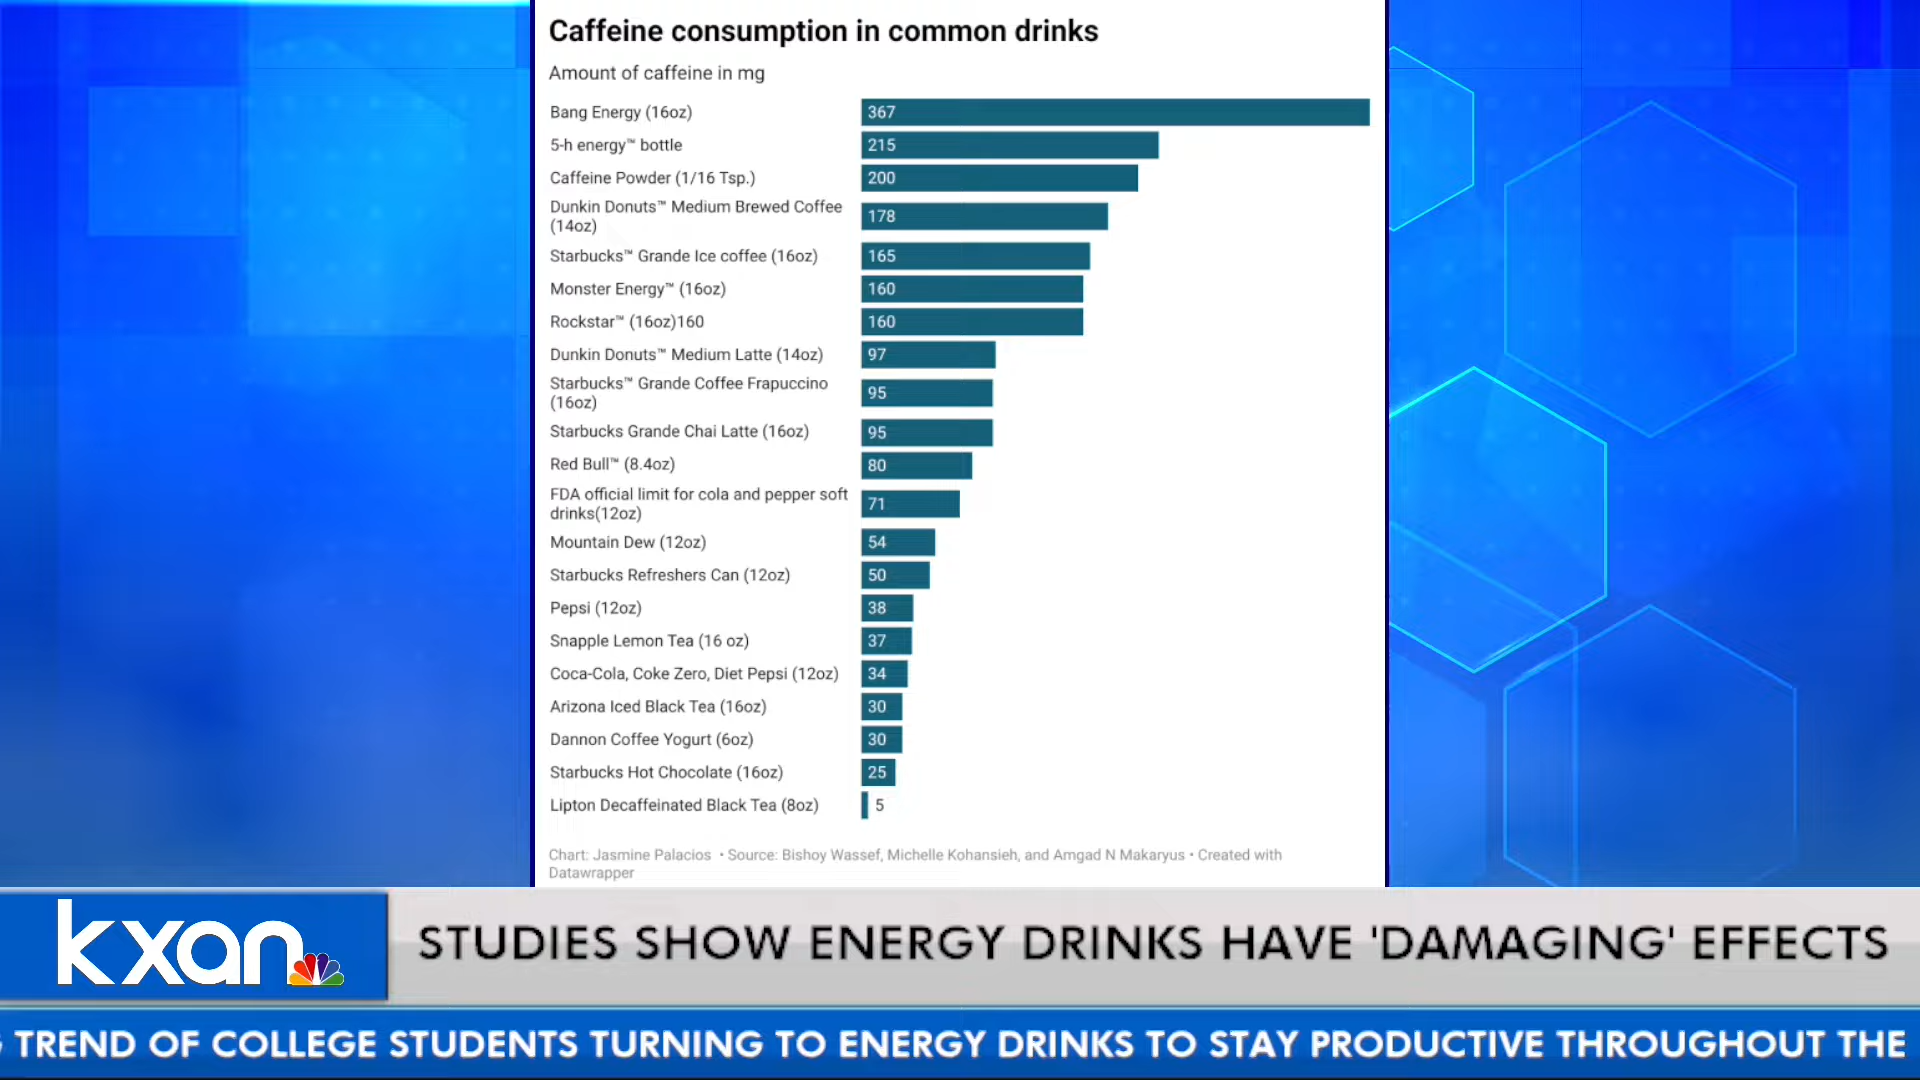 Caffeine consumption in common drinks
Amount of caffeine in mg
Bang Energy (16oz) 367
5-h energy™ bottle 215
Caffeine Powder (1/16 Tsp.) 200
Dunkin Donuts™ Medium Brewed Coffee
(14oz) 178
Starbucks™ Grande Ice coffee (16oz) 165
Monster Energy™ (16oz) 160
Rockstar™ (16oz)160 160
Dunkin Donuts™ Medium Latte (14oz) 97
Starbucks™ Grande Coffee Frapuccino
(16oz) 95
Starbucks Grande Chai Latte (16oz) 95
Red Bull™ (8.4oz) 80
FDA official limit for cola and pepper soft
drinks(12oz) 71
Mountain Dew (12oz) 54
Starbucks Refreshers Can (12oz) 50
Pepsi (12oz) 38
Snapple Lemon Tea (16 oz) 37
Coca-Cola, Coke Zero, Diet Pepsi (12oz) 34
Arizona Iced Black Tea (16oz) 30
Dannon Coffee Yogurt (6oz) 30
Starbucks Hot Chocolate (16oz) 25
Lipton Decaffeinated Black Tea (8oz) 5
Chart: Jasmine Palacios • Source: Bishoy Wassef, Michelle Kohansieh, and Amgad N Makaryus • Created with
Datawrapper
kxan
STUDIES SHOW ENERGY DRINKS HAVE 'DAMAGING' EFFECTS
TREND OF COLLEGE STUDENTS TURNING TO ENERGY DRINKS TO STAY PRODUCTIVE THROUGHOUT THE